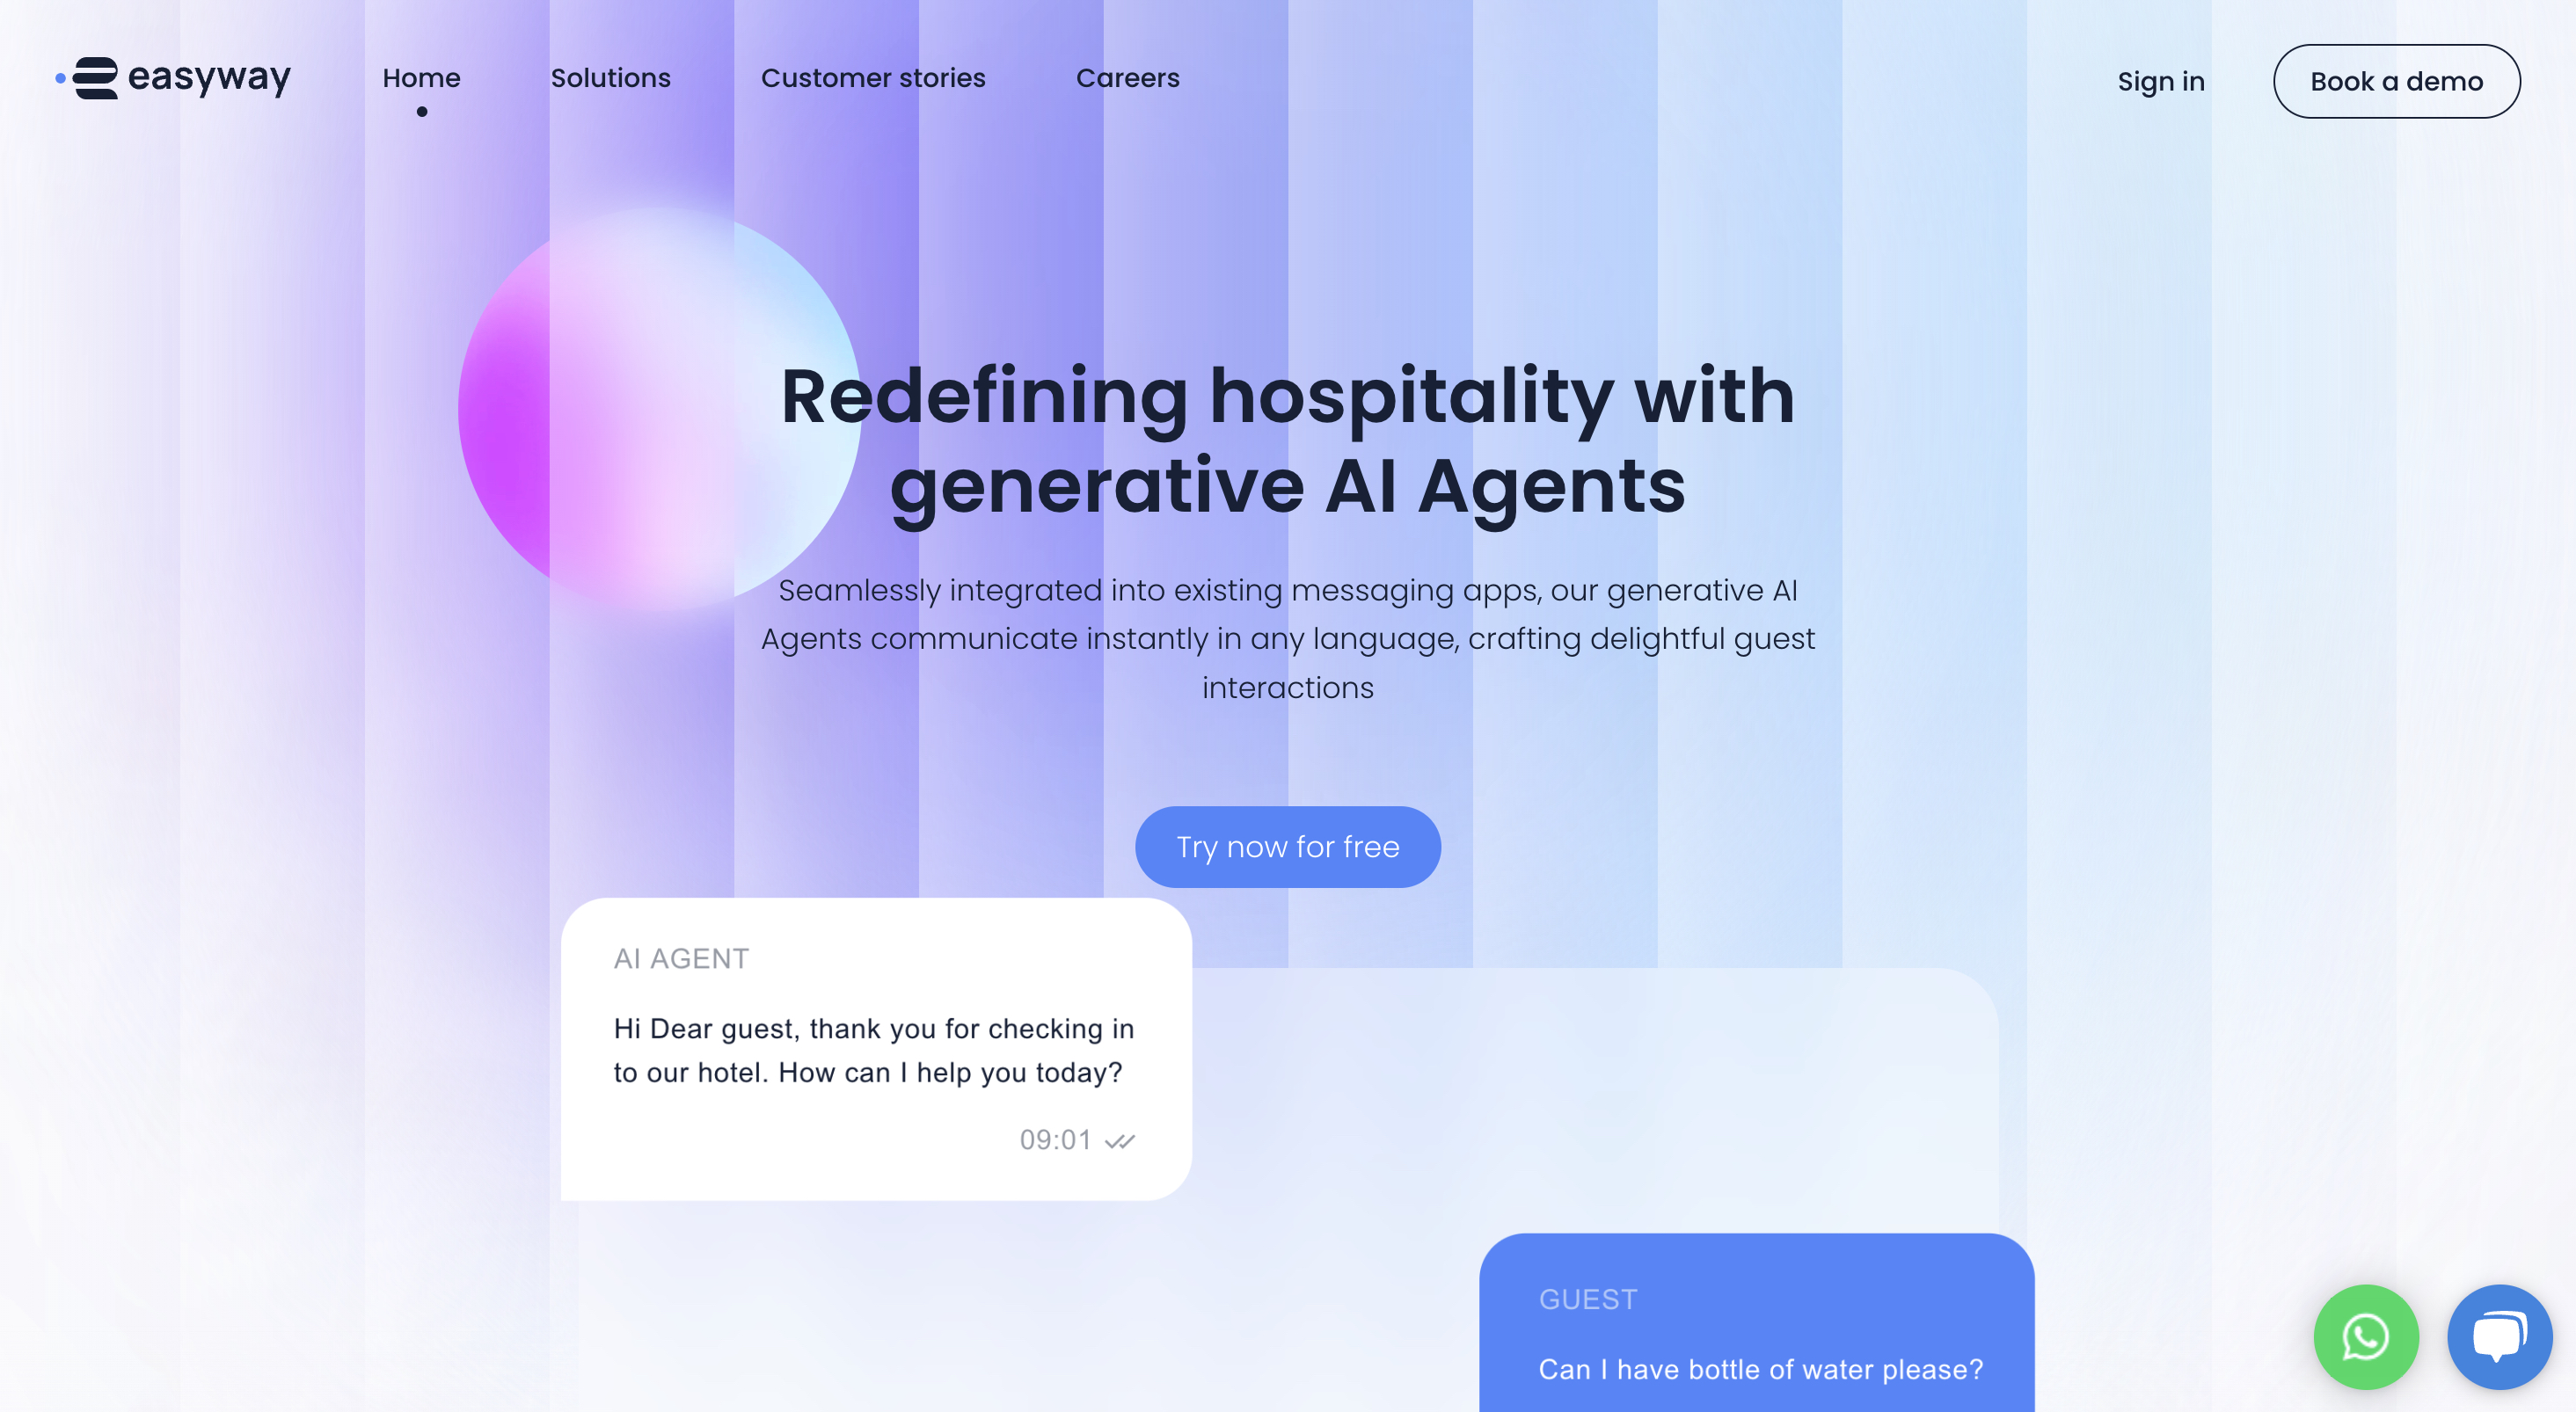 easyway
Home
Solutions
Customer stories
Careers
Sign in
Book a demo
Redefining hospitality with
generative AI Agents
Seamlessly integrated into existing messaging apps, our generative AI
Agents communicate instantly in any language, crafting delightful guest
interactions
Try now for free
AI AGENT
Hi Dear guest, thank you for checking in
to our hotel. How can I help you today?
09:01
GUEST
Can I have bottle of water please?